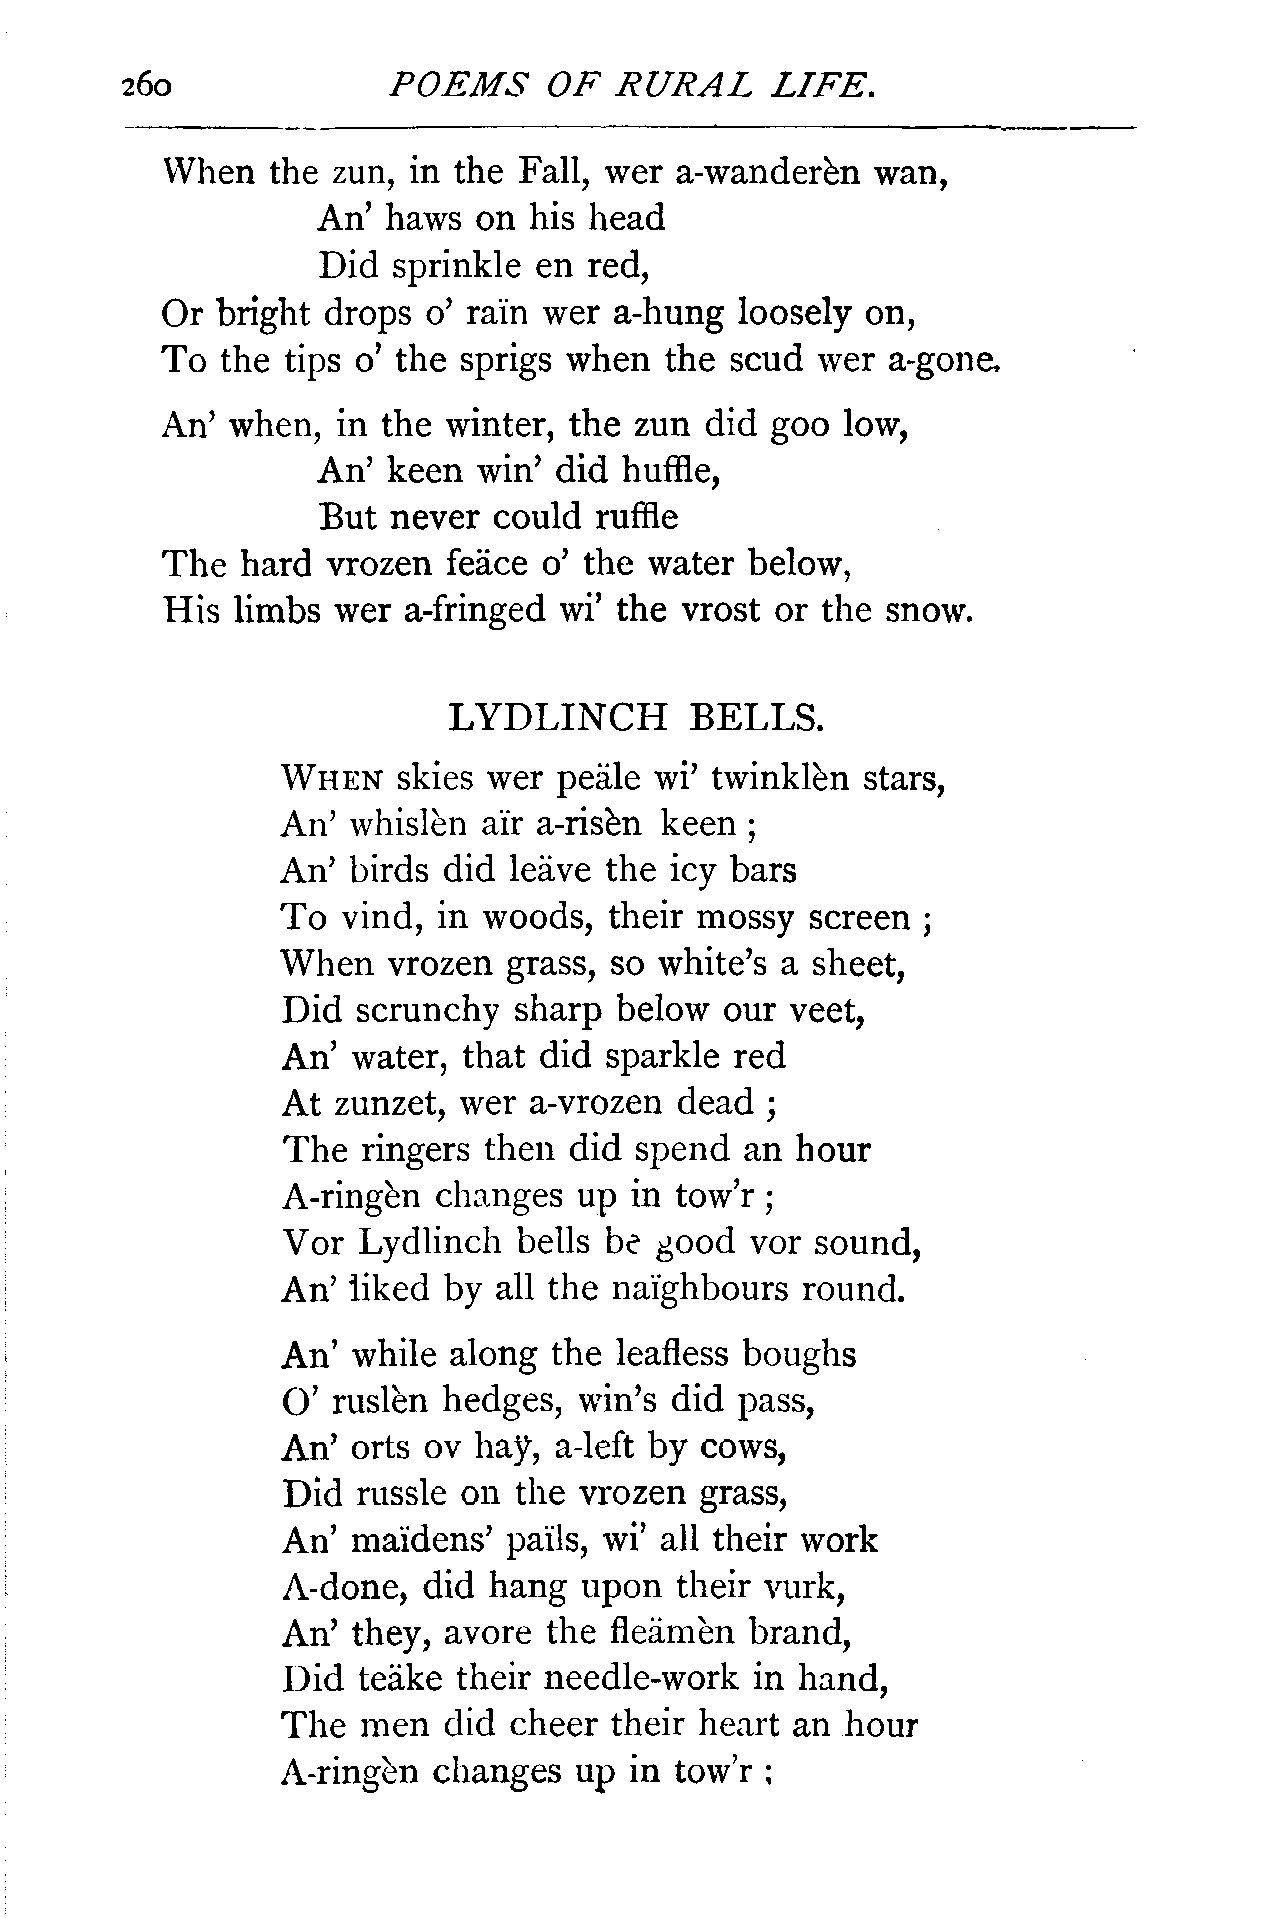 260 POEMS OF RURAL LIFE.
When the zun, in the Fall, wer a-wanderèn wan,
An' haws on his head
Did sprinkle en red,
Or bright drops o' raïn wer a-hung loosely on,
To the tips o' the sprigs when the scud wer a-gone.
An' when, in the winter, the zun did goo low,
An' keen win' did huffle,
But never could ruffle
The hard vrozen feäce o' the water below,
His limbs wer a-fringed wi' the vrost or the snow.
LYDLINCH BELLS.
WHEN skies wer peäle wi' twinklèn stars,
An' whislèn aïr a-risèn keen ;
An' birds did leäve the icy bars
To vind, in woods, their mossy screen ;
When vrozen grass, so white's a sheet,
Did scrunchy sharp below our veet,
An' water, that did sparkle red
At zunzet, wer a-vrozen dead ;
The ringers then did spend an hour
A-ringèn changes up in tow'r ;
Vor Lydlinch bells be good vor sound,
An' liked by all the naïghbours round.
An' while along the leafless boughs
O' ruslèn hedges, win's did pass,
An' orts ov haÿ, a-left by cows,
Did russle on the vrozen grass,
An' maïdens' païls, wi' all their work
A-done, did hang upon their vurk,
An' they, avore the fleämèn brand,
Did teäke their needle-work in hand,
The men did cheer their heart an hour
A-ringèn changes up in tow'r ;